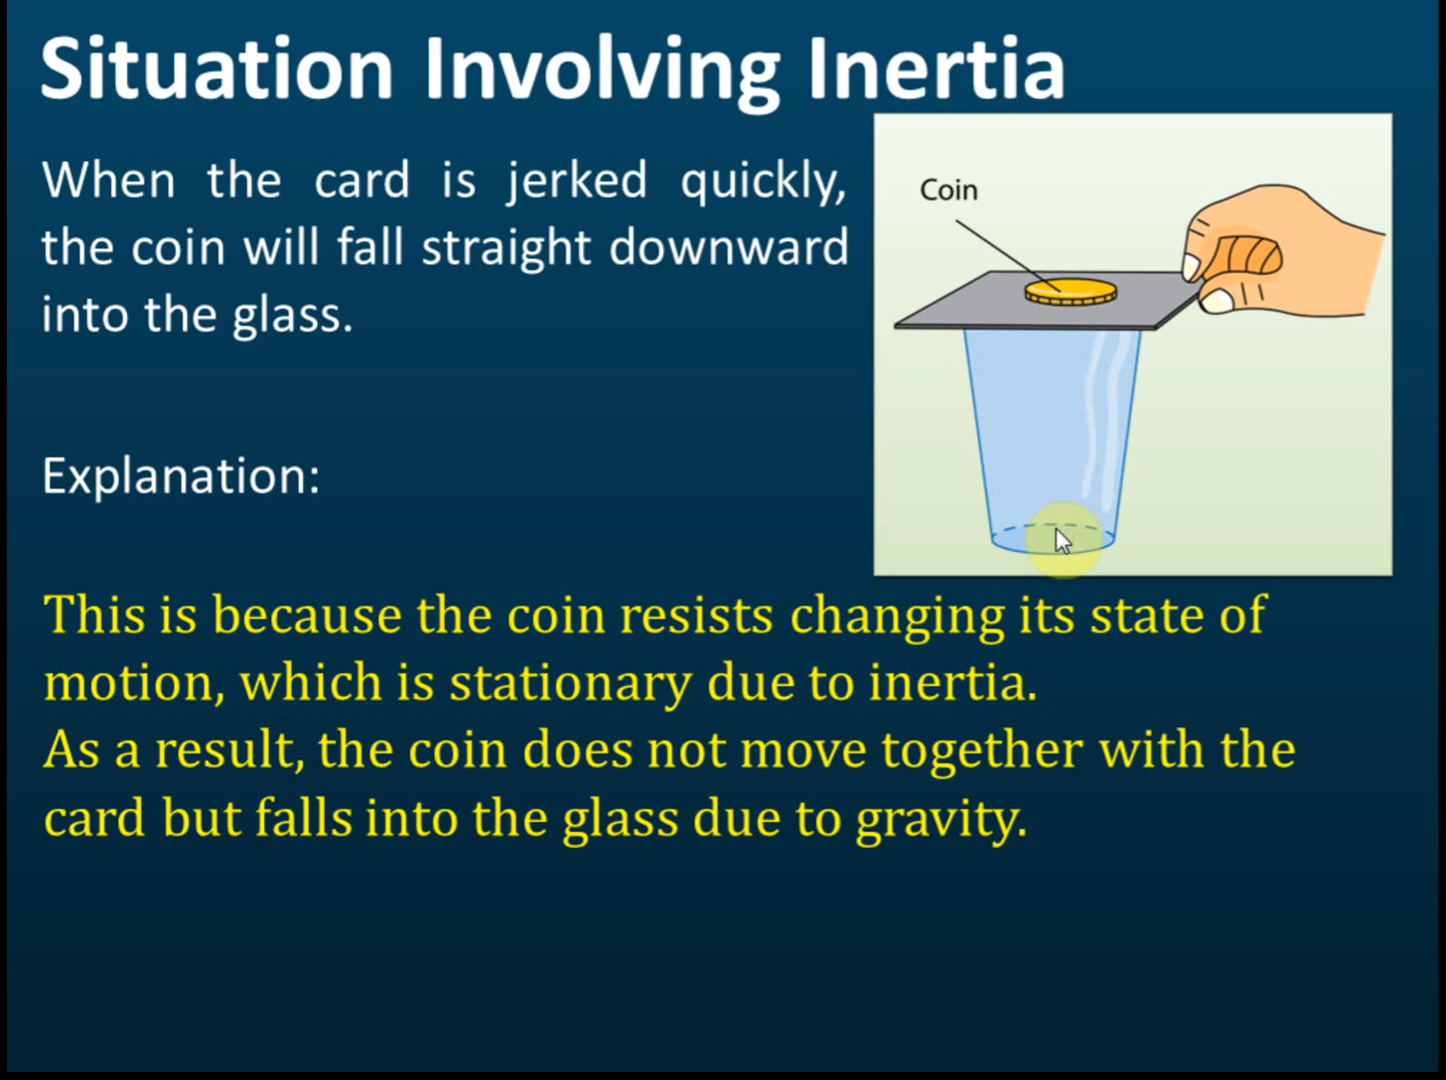 Situation Involving Inertia
When the card is jerked quickly,
the coin will fall straight downward
into the glass.
Coin
Explanation:
This is because the coin resists changing its state of
motion, which is stationary due to inertia.
As a result, the coin does not move together with the
card but falls into the glass due to gravity.